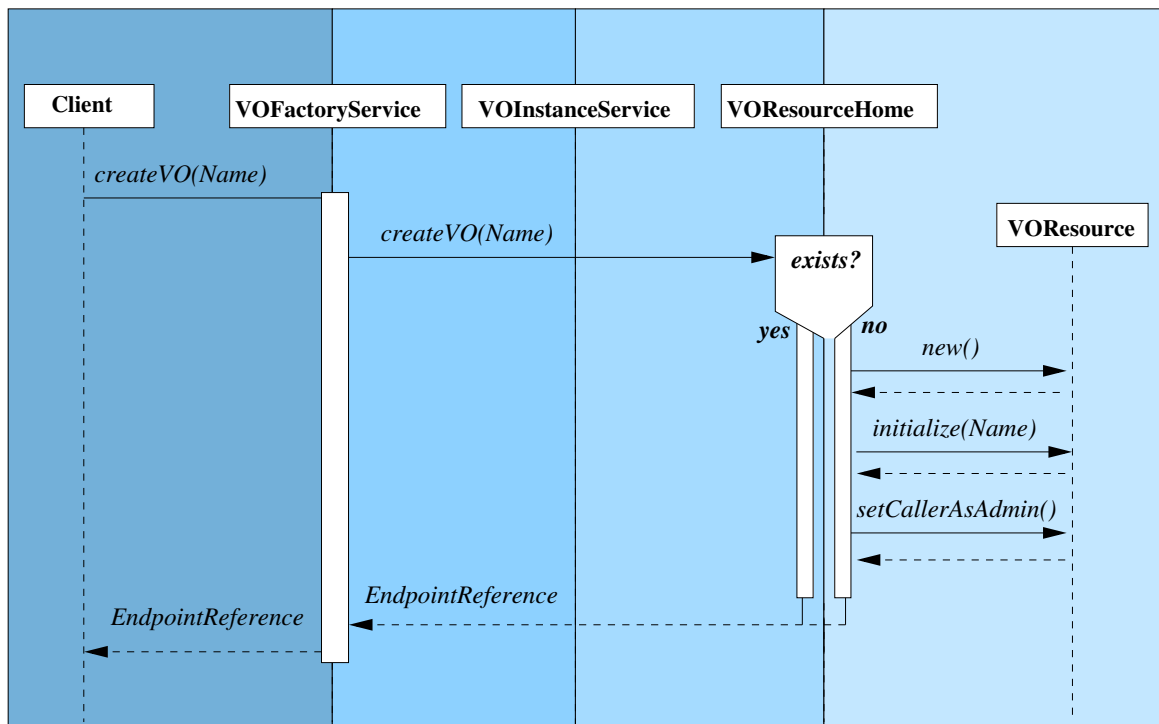 Client
VOFactoryService
VOInstanceService
VOResourceHome
createVO(Name)
VOResource
createVO(Name)
exists?
yes
no
new()
initialize(Name)
setCallerAsAdmin()
EndpointReference
EndpointReference